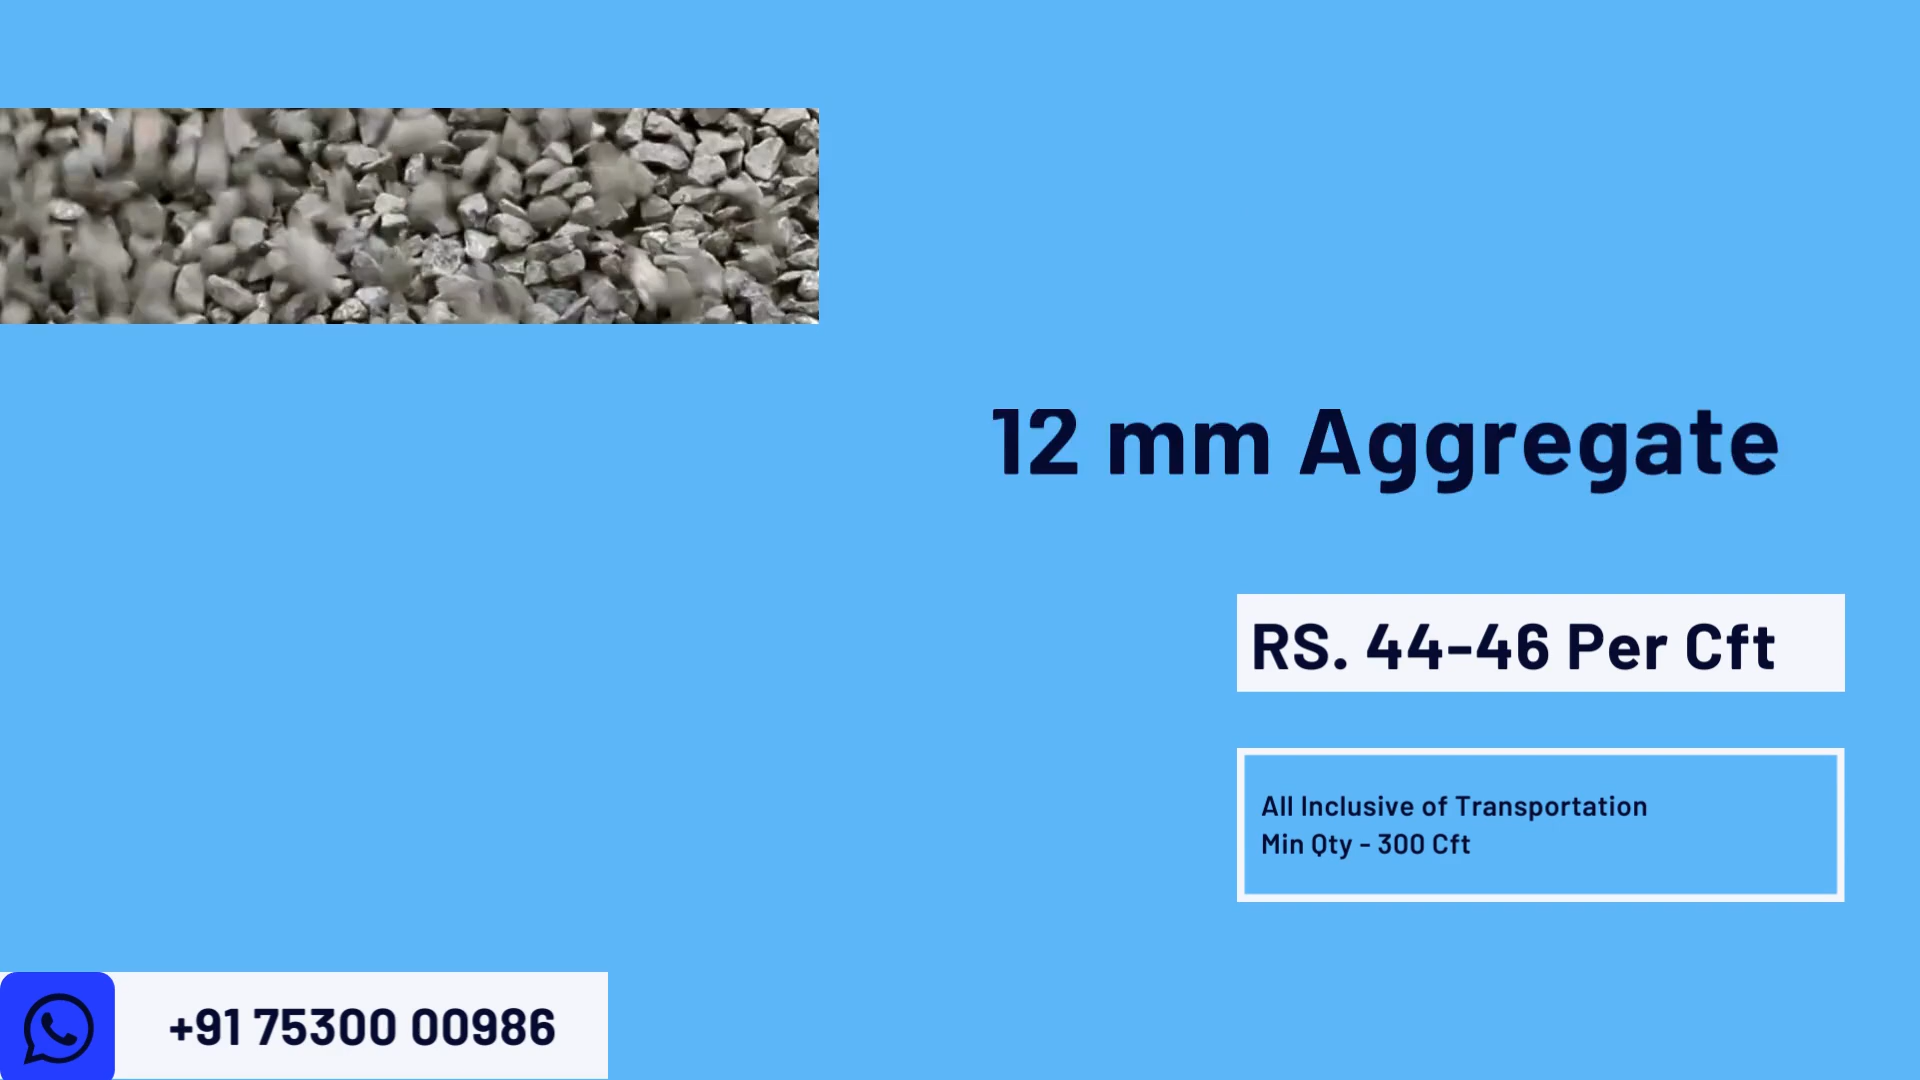 12 mm Aggregate
RS. 44-46 Per Cft
All Inclusive of Transportation
Min Qty - 300 Cft
+91 75300 00986